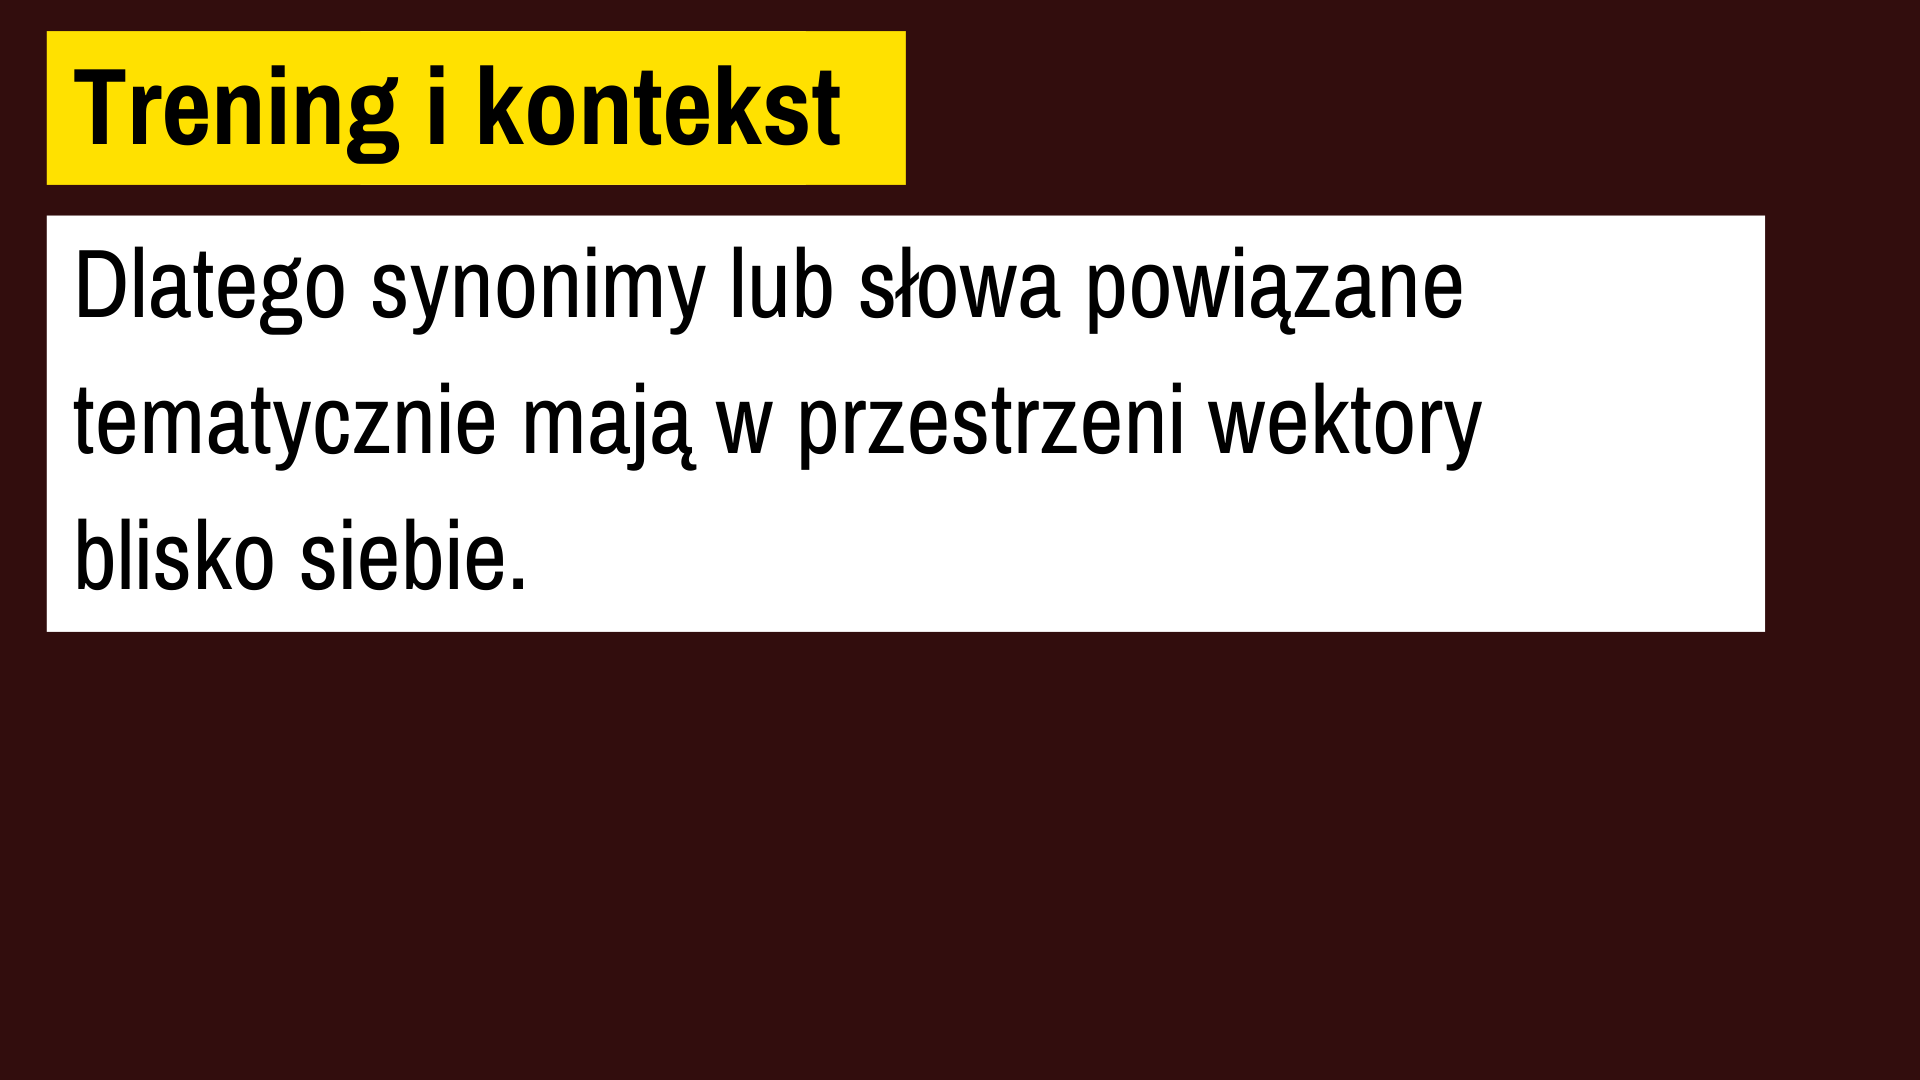 Trening i kontekst
Dlatego synonimy lub słowa powiązane
tematycznie mają w przestrzeni wektory
blisko siebie.